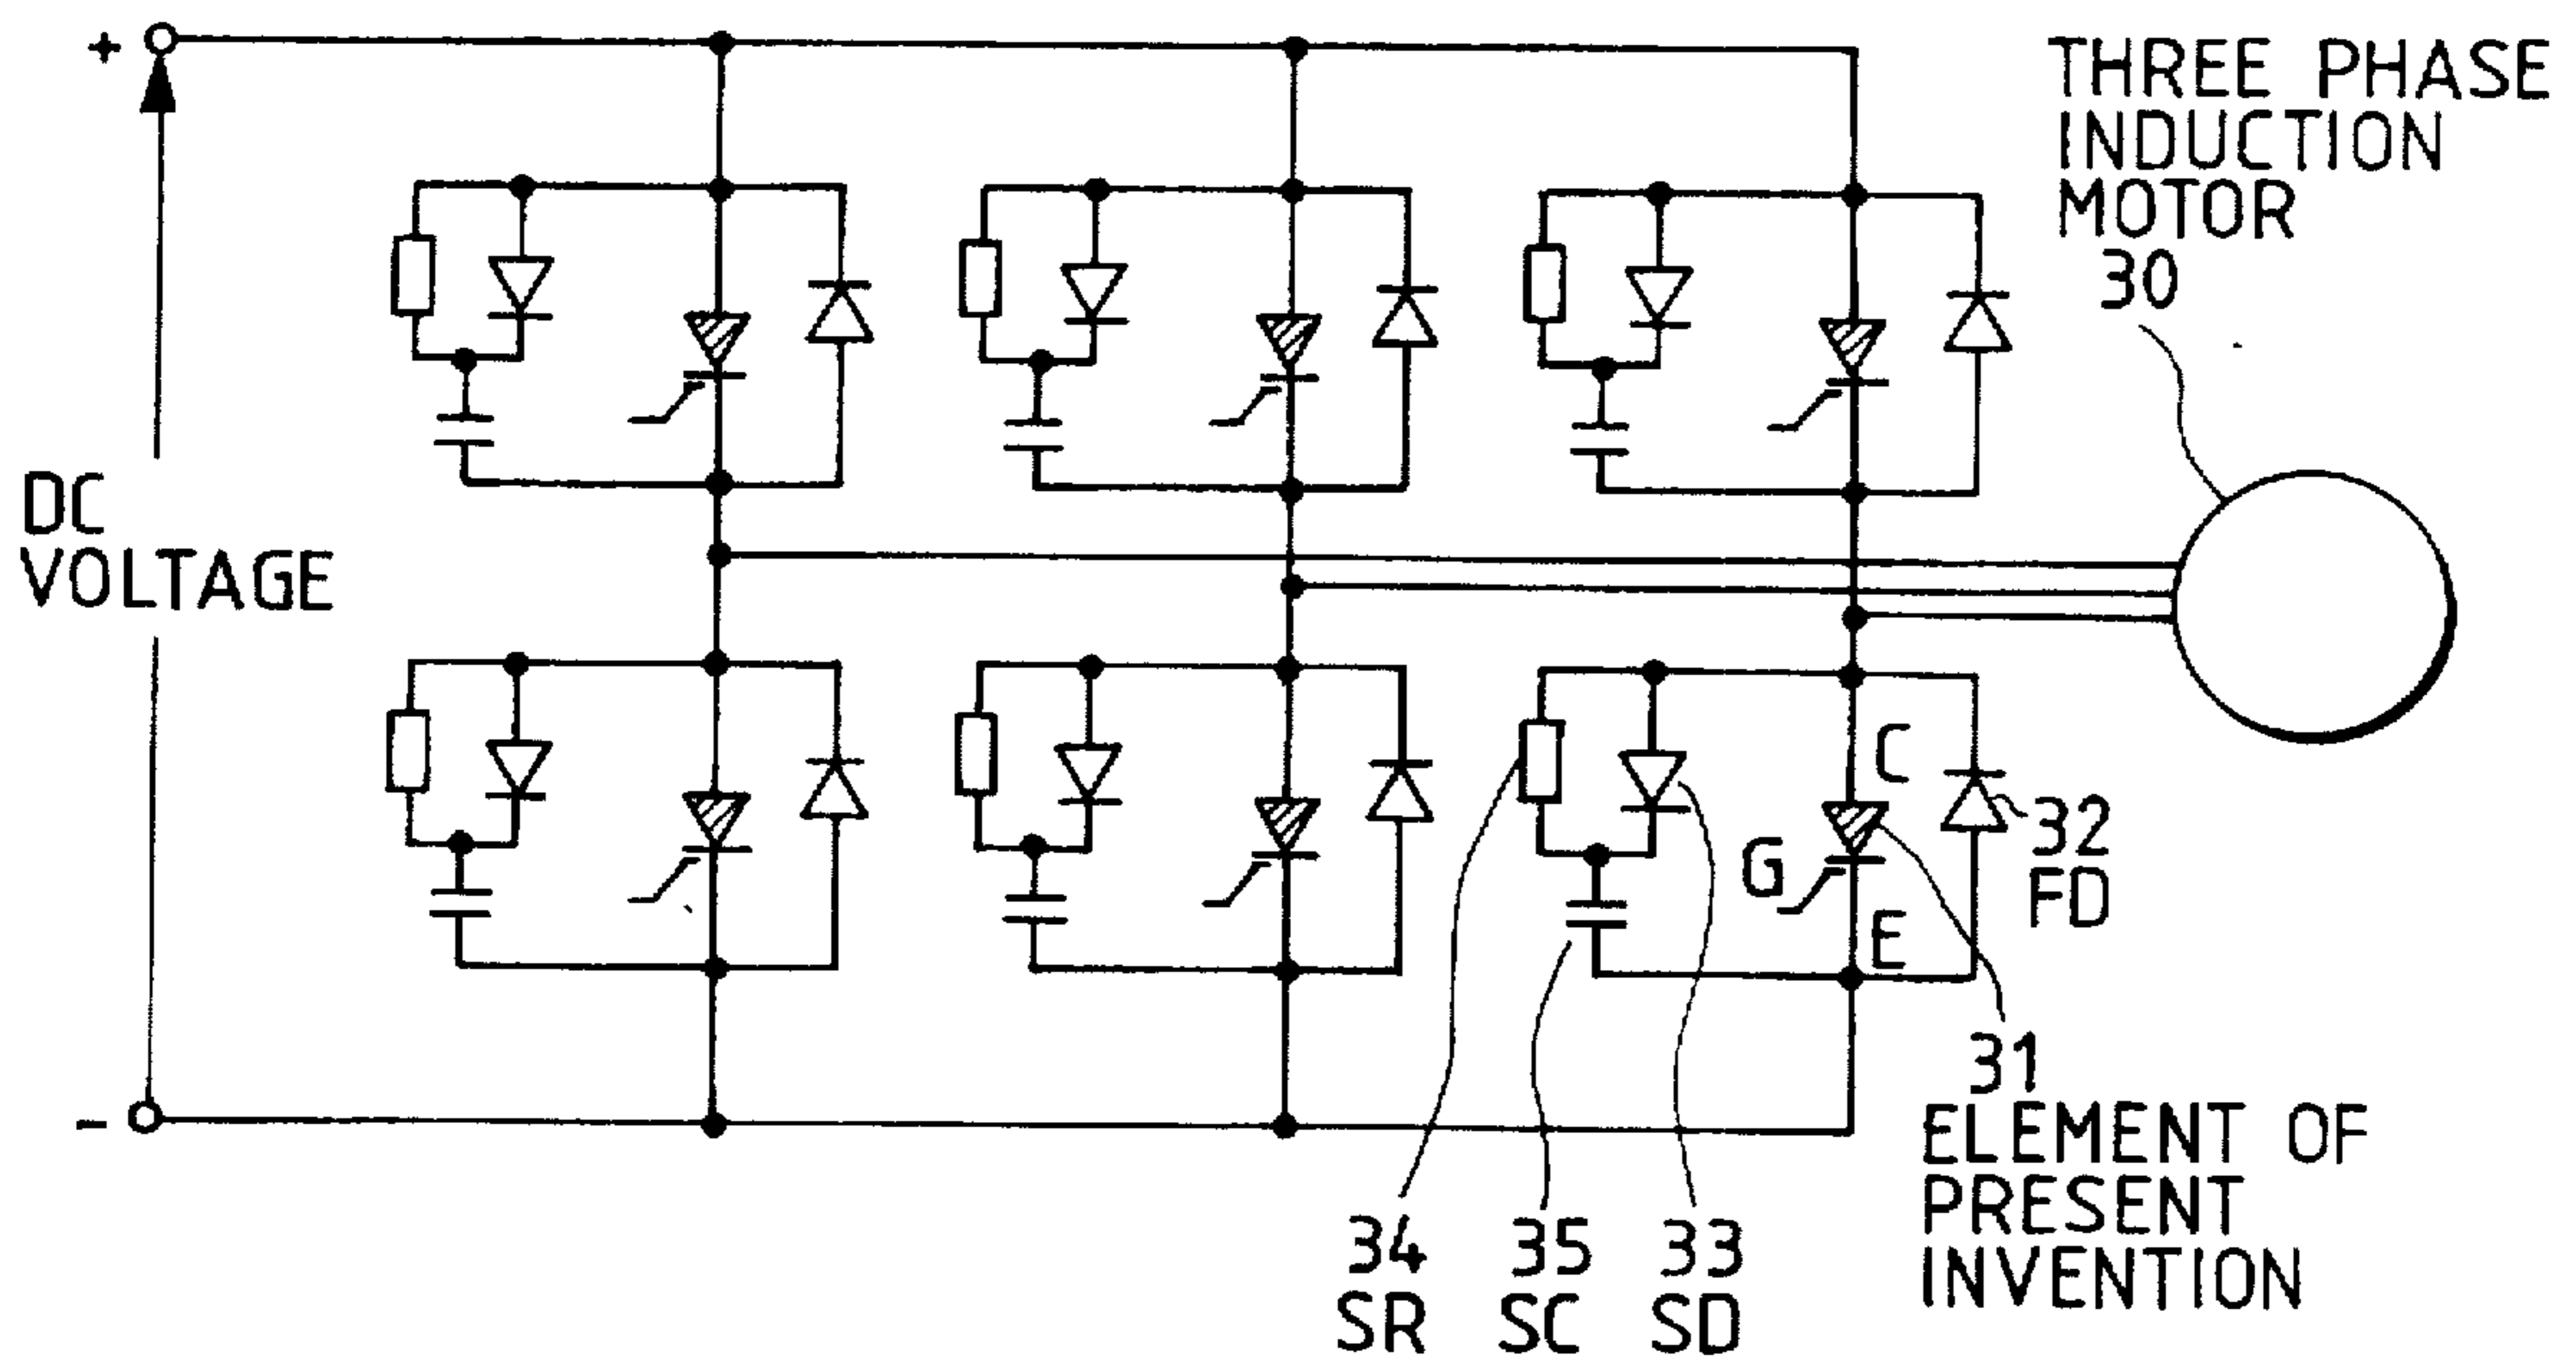 +
THREE PHASE
INDUCTION
MOTOR
30
DC
VOLTAGE
C
G
E
32
FD
-
31
ELEMENT OF
PRESENT
INVENTION
34
SR
35
SC
33
SD